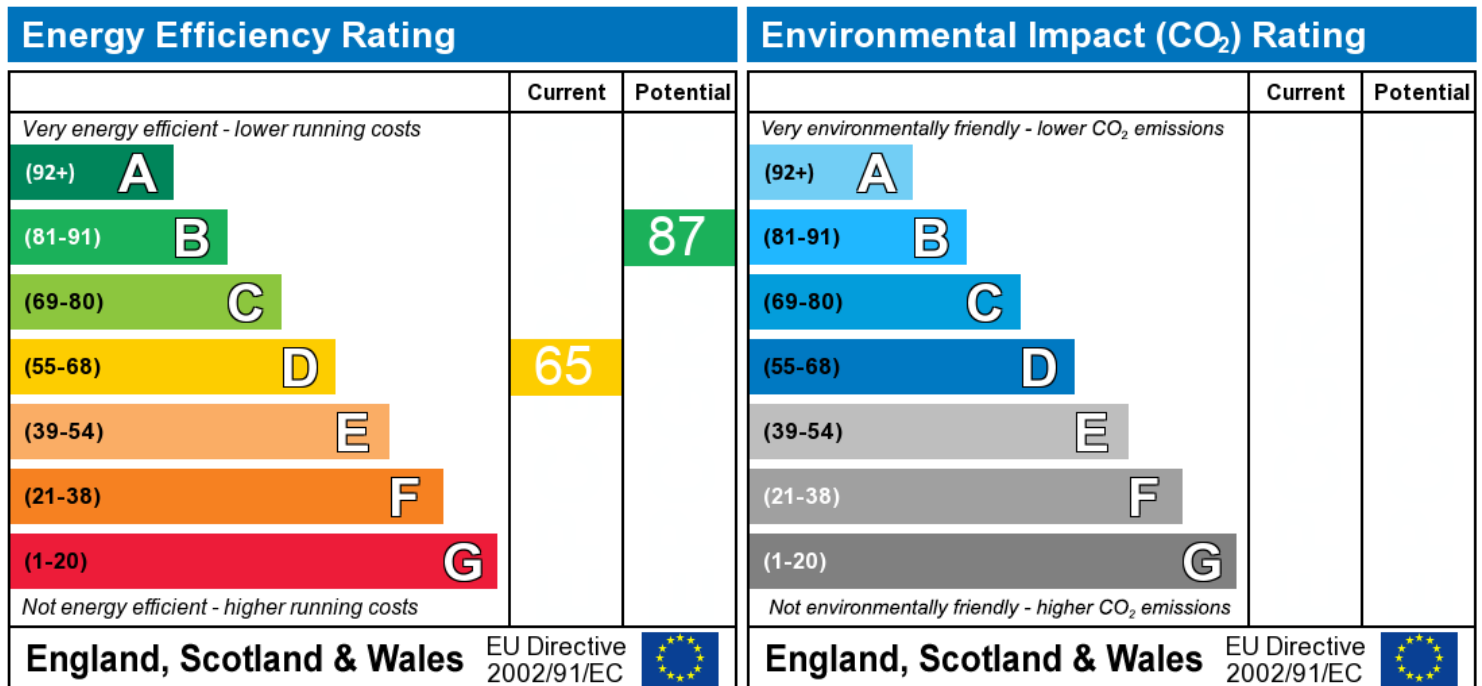 Energy Efficiency Rating
Current Potential
Very energy efficient - lower running costs
(92+) A
(81-91) B 87
(69-80) C
(55-68) D 65
(39-54) E
(21-38) F
(1-20) G
Not energy efficient - higher running costs
England, Scotland & Wales
EU Directive
2002/91/EC
Environmental Impact (CO₂) Rating
Current Potential
Very environmentally friendly - lower CO₂ emissions
(92+) A
(81-91) B
(69-80) C
(55-68) D
(39-54) E
(21-38) F
(1-20) G
Not environmentally friendly - higher CO₂ emissions
England, Scotland & Wales
EU Directive
2002/91/EC